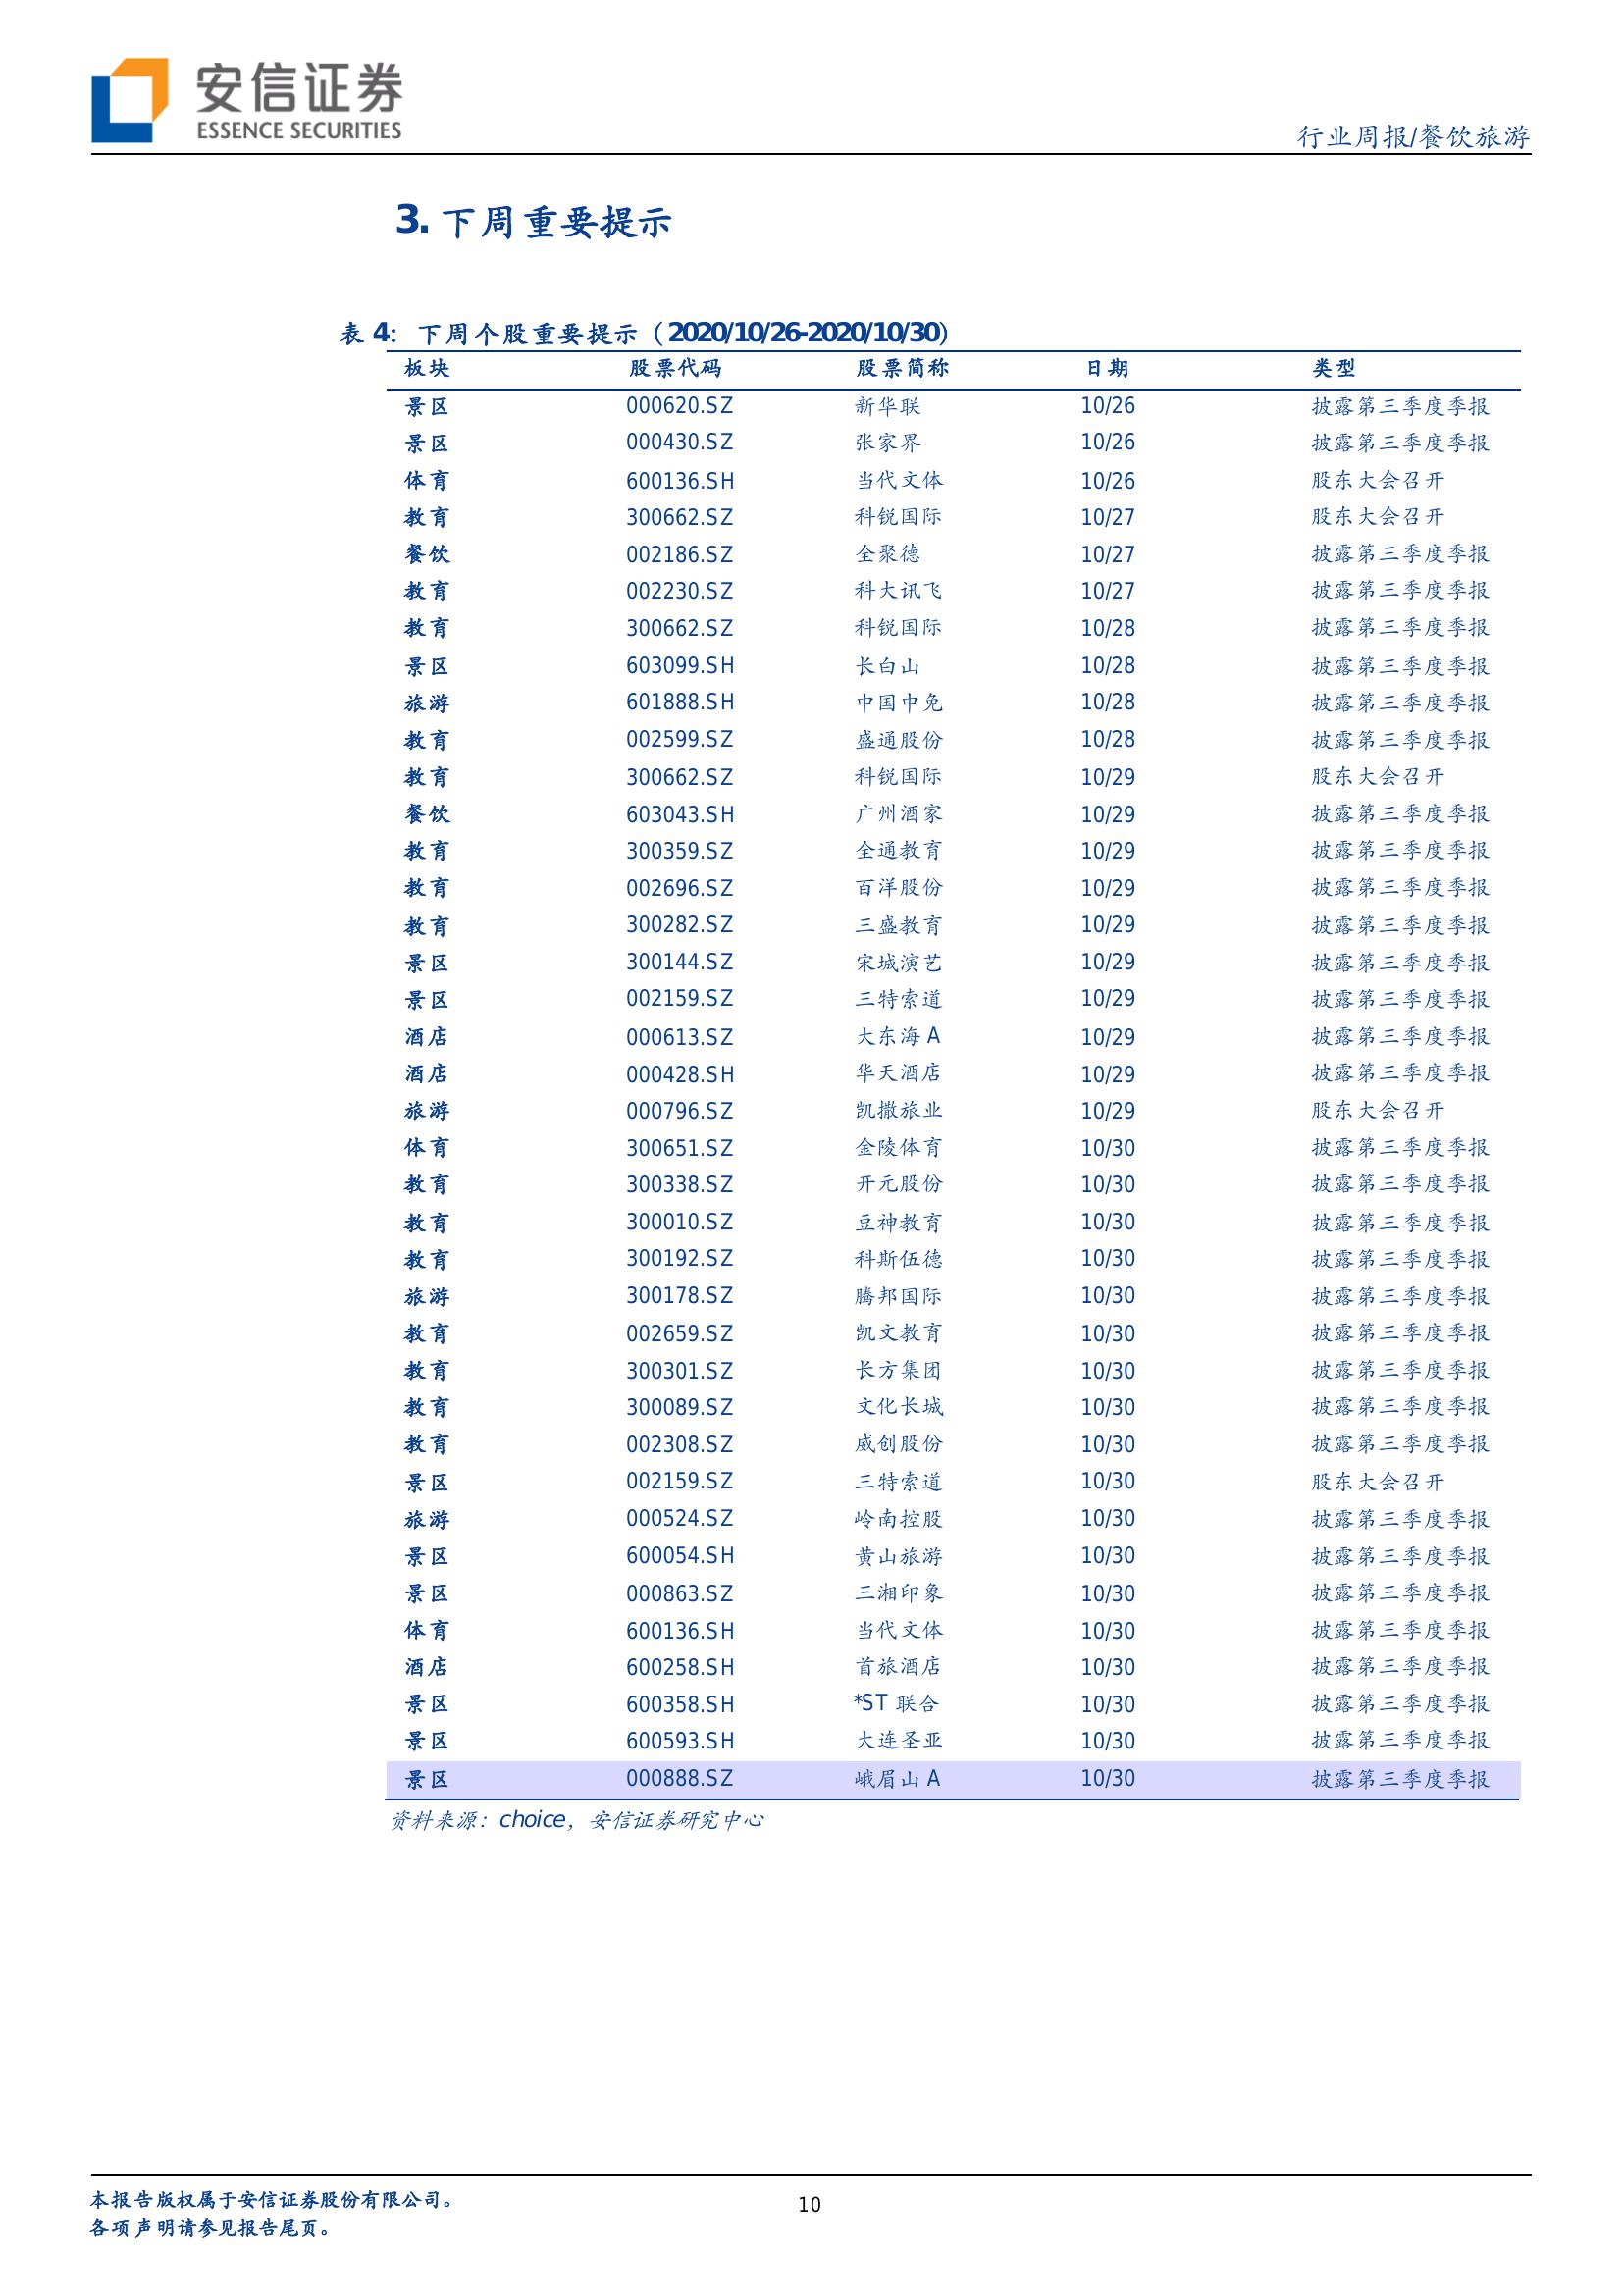 安信证券
ESSENCE SECURITIES
行业周报/餐饮旅游
3. 下周重要提示
表 4: 下周个股重要提示（2020/10/26-2020/10/30）
板块 股票代码 股票简称 日期 类型
景区 000620.SZ 新华联 10/26 披露第三季度季报
景区 000430.SZ 张家界 10/26 披露第三季度季报
体育 600136.SH 当代文体 10/26 股东大会召开
教育 300662.SZ 科锐国际 10/27 股东大会召开
餐饮 002186.SZ 全聚德 10/27 披露第三季度季报
教育 002230.SZ 科大讯飞 10/27 披露第三季度季报
教育 300662.SZ 科锐国际 10/28 披露第三季度季报
景区 603099.SH 长白山 10/28 披露第三季度季报
旅游 601888.SH 中国中免 10/28 披露第三季度季报
教育 002599.SZ 盛通股份 10/28 披露第三季度季报
教育 300662.SZ 科锐国际 10/29 股东大会召开
餐饮 603043.SH 广州酒家 10/29 披露第三季度季报
教育 300359.SZ 全通教育 10/29 披露第三季度季报
教育 002696.SZ 百洋股份 10/29 披露第三季度季报
教育 300282.SZ 三盛教育 10/29 披露第三季度季报
景区 300144.SZ 宋城演艺 10/29 披露第三季度季报
景区 002159.SZ 三特索道 10/29 披露第三季度季报
酒店 000613.SZ 大东海 A 10/29 披露第三季度季报
酒店 000428.SH 华天酒店 10/29 披露第三季度季报
旅游 000796.SZ 凯撒旅业 10/29 股东大会召开
体育 300651.SZ 金陵体育 10/30 披露第三季度季报
教育 300338.SZ 开元股份 10/30 披露第三季度季报
教育 300010.SZ 豆神教育 10/30 披露第三季度季报
教育 300192.SZ 科斯伍德 10/30 披露第三季度季报
旅游 300178.SZ 腾邦国际 10/30 披露第三季度季报
教育 002659.SZ 凯文教育 10/30 披露第三季度季报
教育 300301.SZ 长方集团 10/30 披露第三季度季报
教育 300089.SZ 文化长城 10/30 披露第三季度季报
教育 002308.SZ 威创股份 10/30 披露第三季度季报
景区 002159.SZ 三特索道 10/30 股东大会召开
旅游 000524.SZ 岭南控股 10/30 披露第三季度季报
景区 600054.SH 黄山旅游 10/30 披露第三季度季报
景区 000863.SZ 三湘印象 10/30 披露第三季度季报
体育 600136.SH 当代文体 10/30 披露第三季度季报
酒店 600258.SH 首旅酒店 10/30 披露第三季度季报
景区 600358.SH *ST 联合 10/30 披露第三季度季报
景区 600593.SH 大连圣亚 10/30 披露第三季度季报
景区 000888.SZ 峨眉山 A 10/30 披露第三季度季报
资料来源：choice，安信证券研究中心
本报告版权属于安信证券股份有限公司。
各项声明请参见报告尾页。
10